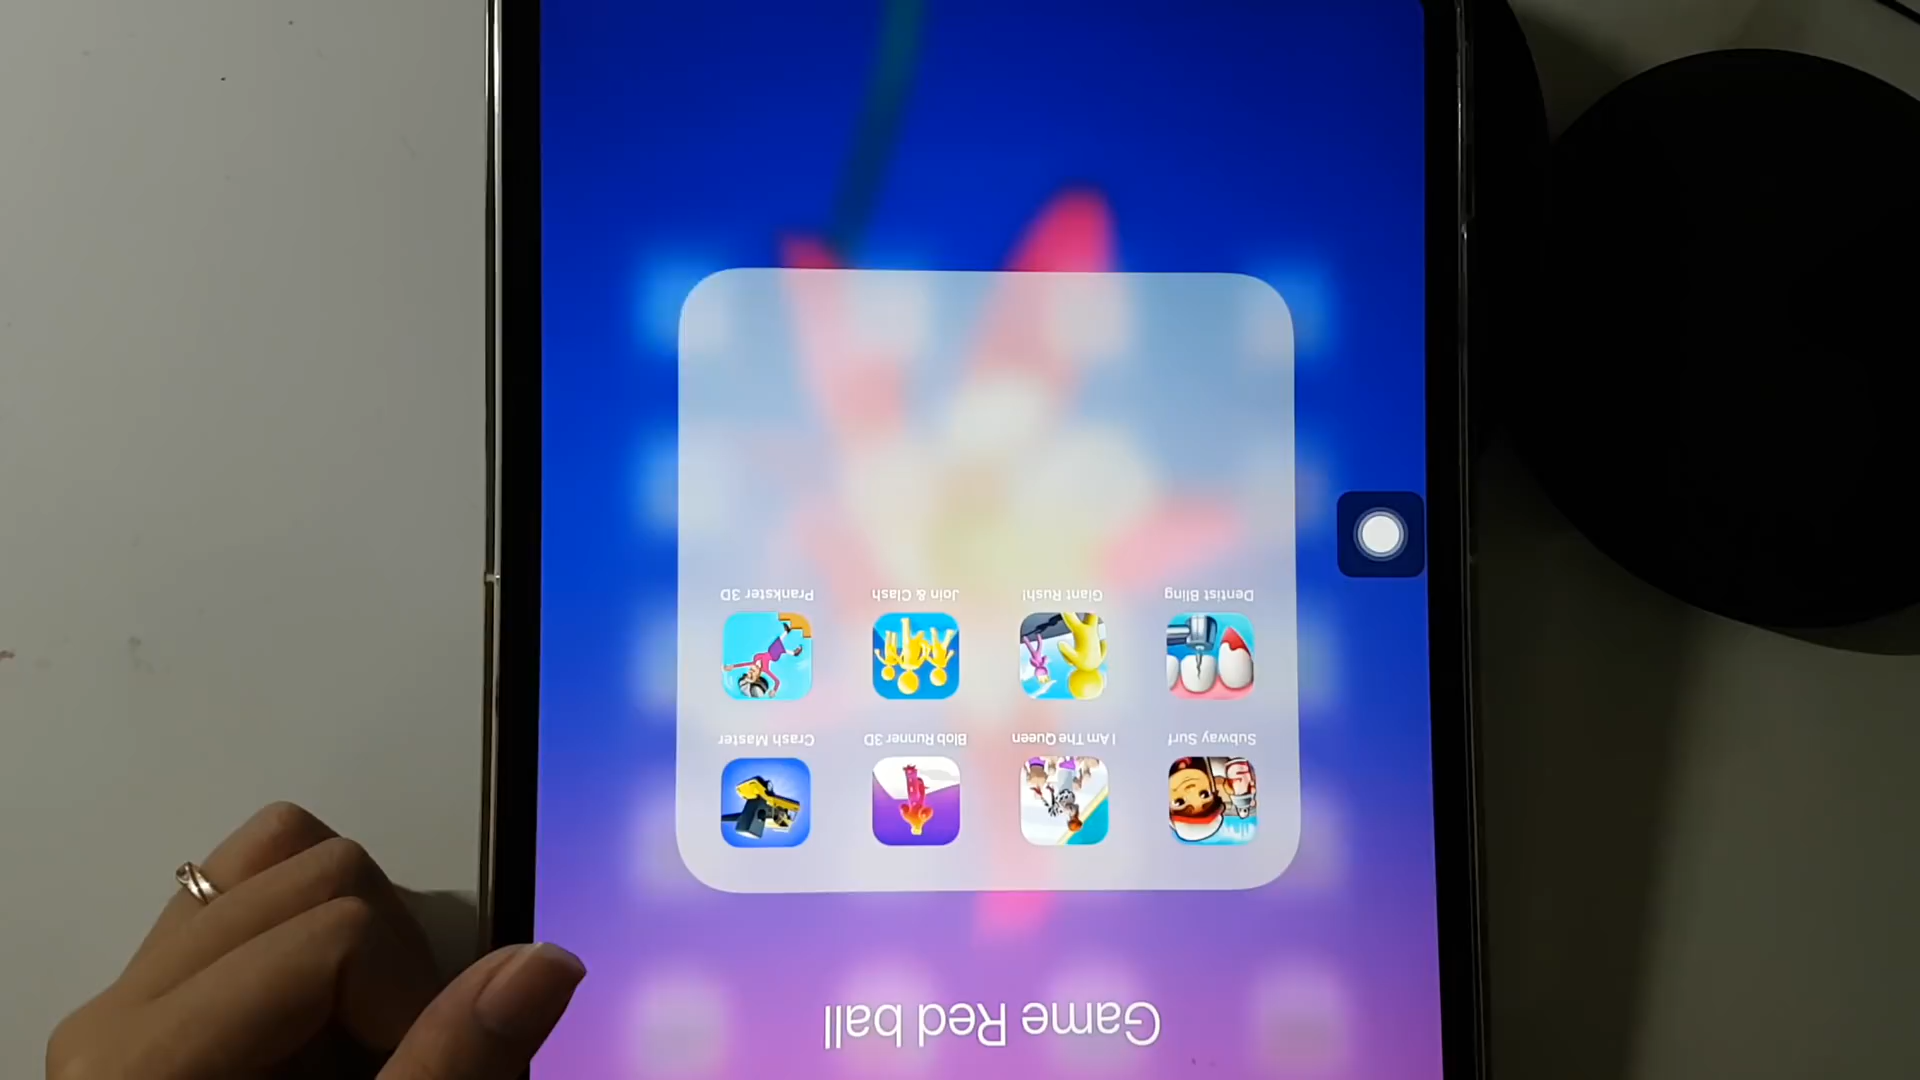 Game Red ball
Subway Surf
I Am The Queen
Blob Runner 3D
Crash Master
Dentist Bling
Giant Rush!
Join & Clash
Prankster 3D